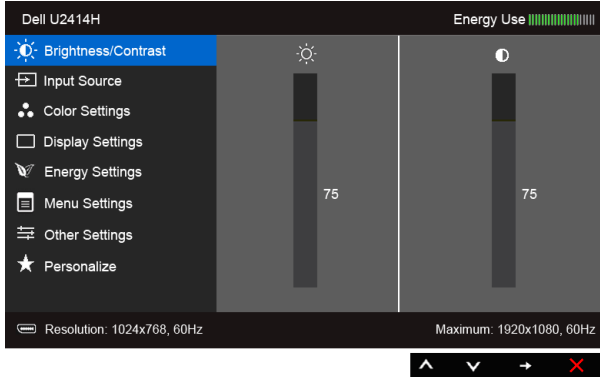 Dell U2414H
Energy Use
Brightness/Contrast
Input Source
Color Settings
Display Settings
Energy Settings
Menu Settings
Other Settings
Personalize
75
75
Resolution: 1024x768, 60Hz
Maximum: 1920x1080, 60Hz